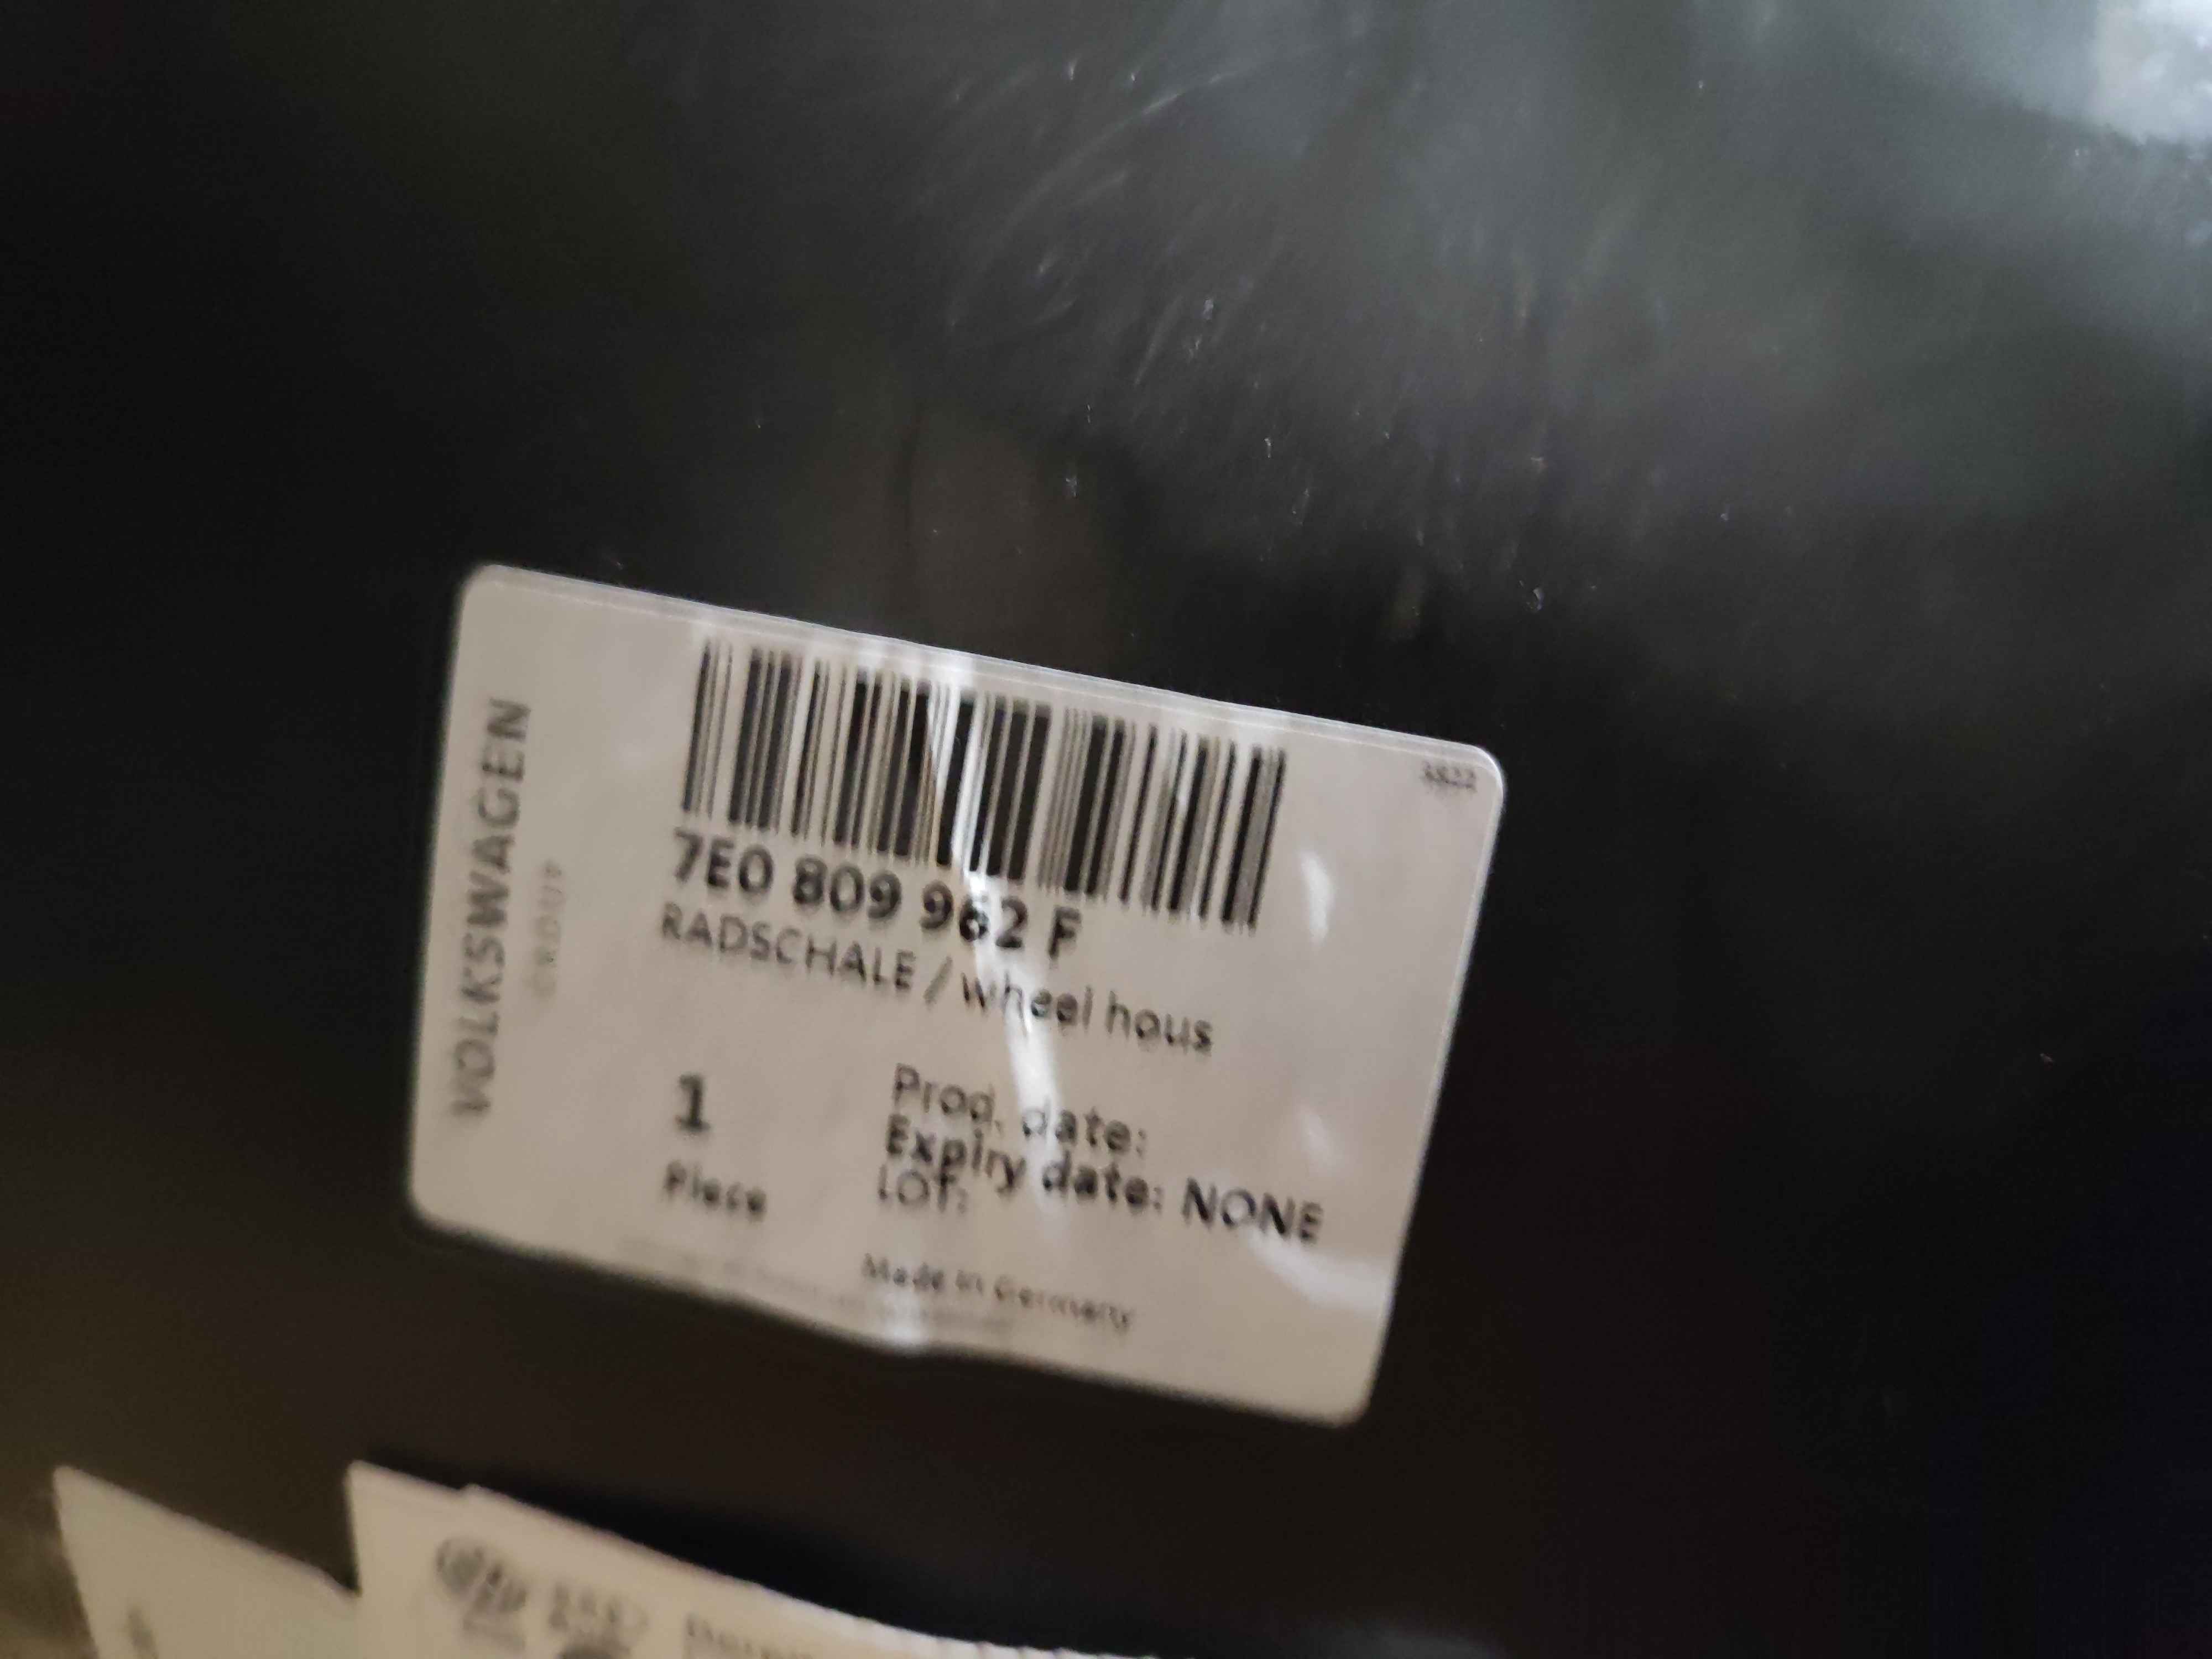 VOLKSWAGEN
GROUP
3822
7E0 809 962 F
RADSCHALE / wheel hous
1
Piece
Prod. date:
Expiry date: NONE
LOT:
Made in Germany